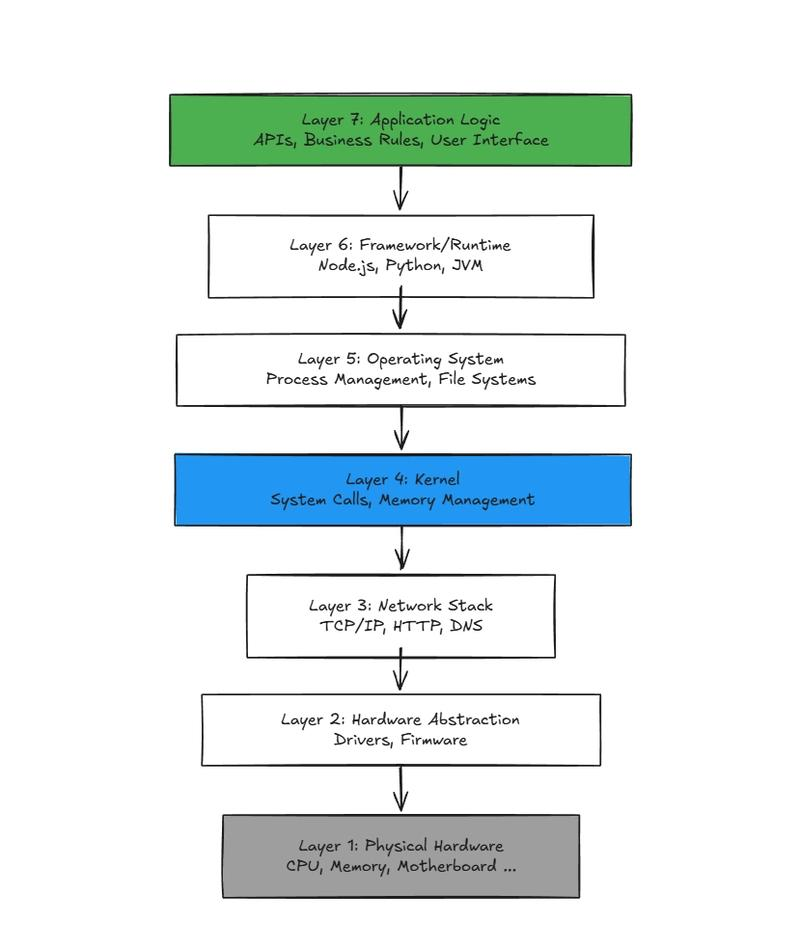 Layer 7: Application Logic
APIs, Business Rules, User Interface
Layer 6: Framework/Runtime
Node.js, Python, JVM
Layer 5: Operating System
Process Management, File Systems
Layer 4: Kernel
System Calls, Memory Management
Layer 3: Network Stack
TCP/IP, HTTP, DNS
Layer 2: Hardware Abstraction
Drivers, Firmware
Layer 1: Physical Hardware
CPU, Memory, Motherboard ...